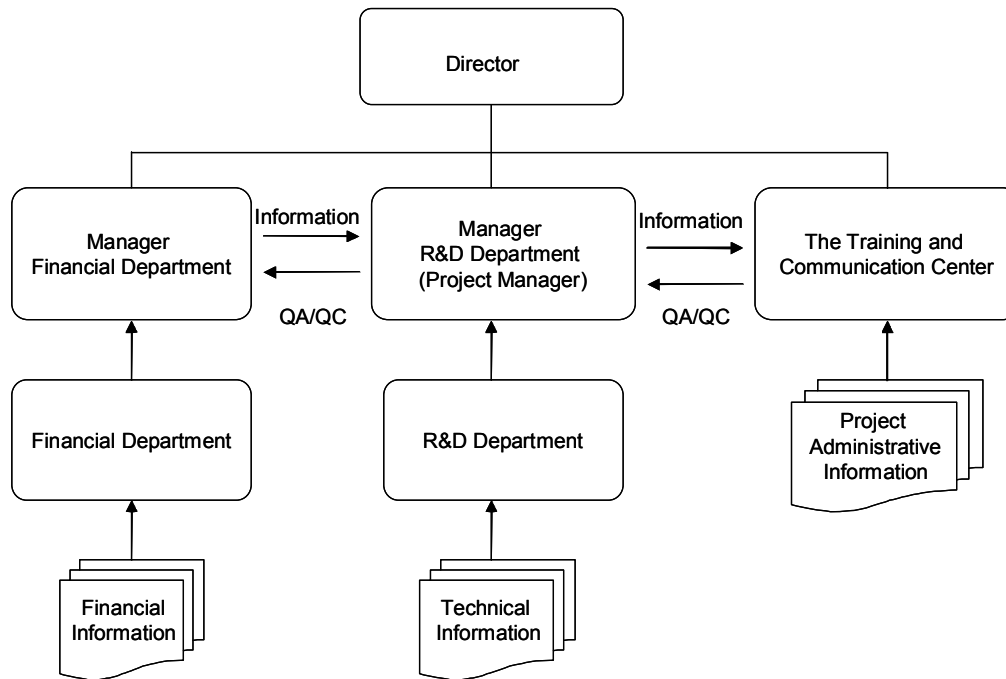 Director
Manager
Financial Department
Information
Manager
R&D Department
(Project Manager)
Information
The Training and
Communication Center
QA/QC
QA/QC
Financial Department
R&D Department
Project
Administrative
Information
Financial
Information
Technical
Information